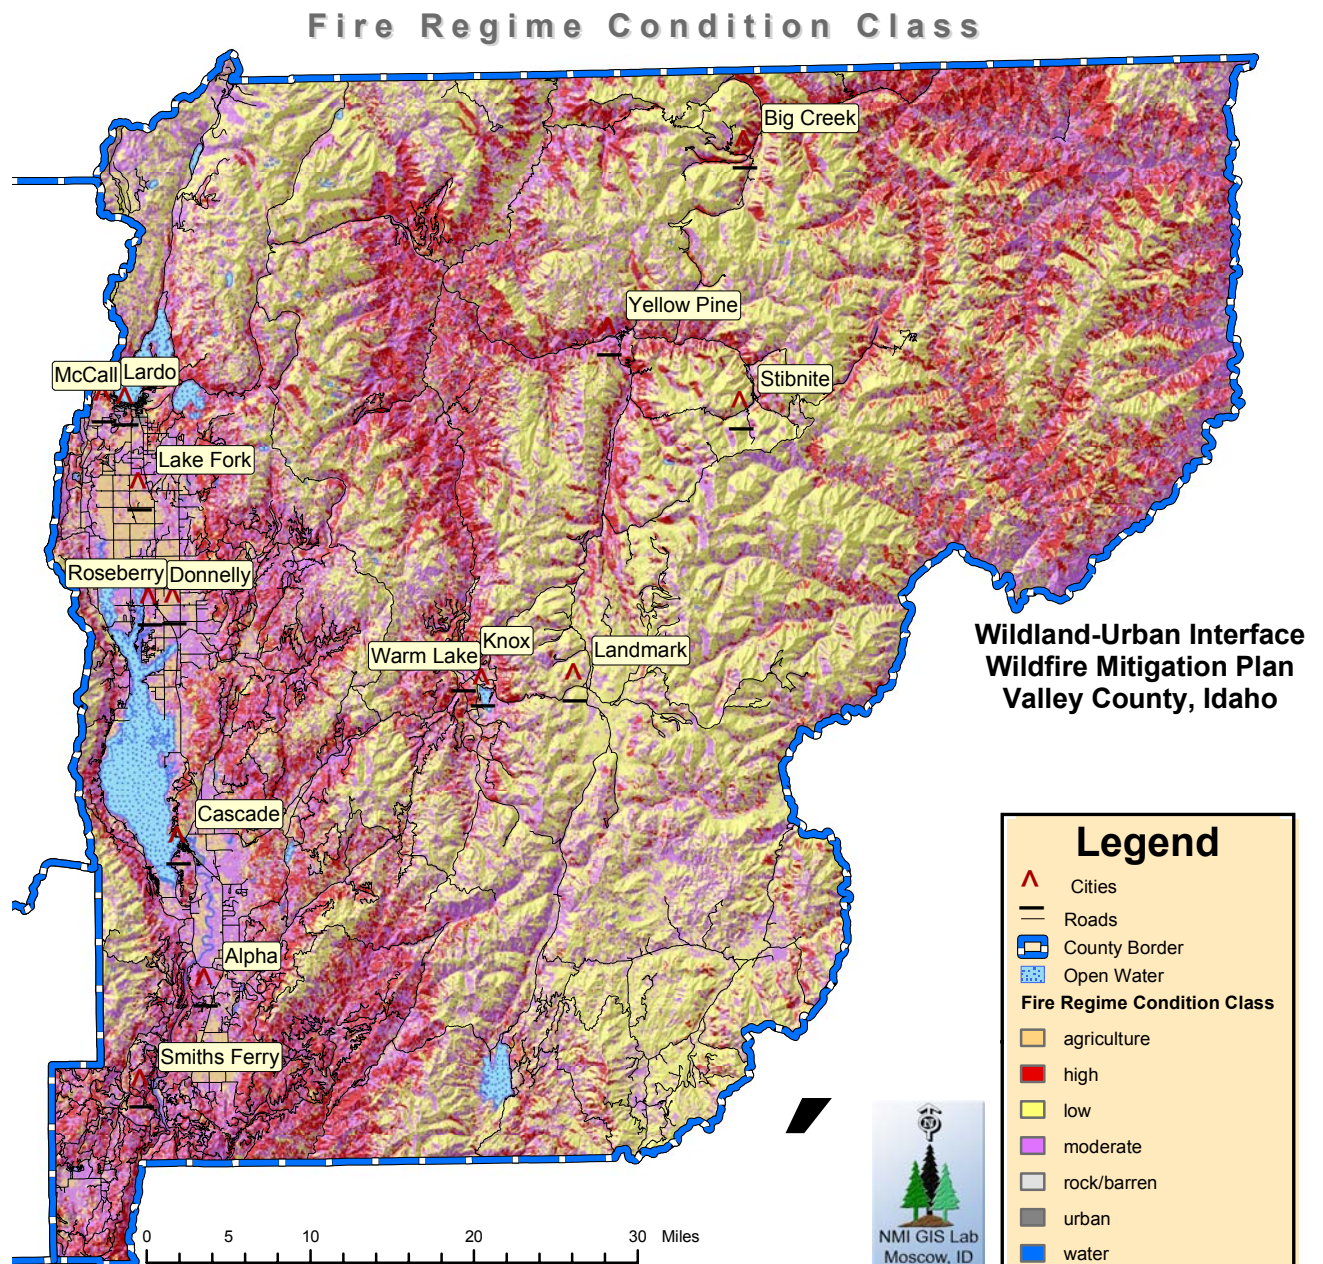 Fire Regime Condition Class
Big Creek
Yellow Pine
McCall
Lardo
Stibnite
Lake Fork
Roseberry
Donnelly
Knox
Warm Lake
Landmark
Wildland-Urban Interface
Wildfire Mitigation Plan
Valley County, Idaho
Cascade
Alpha
Smiths Ferry
Legend
Cities
Roads
County Border
Open Water
Fire Regime Condition Class
agriculture
high
low
moderate
rock/barren
urban
water
0 5 10 20 30 Miles
N
NMI GIS Lab
Moscow, ID